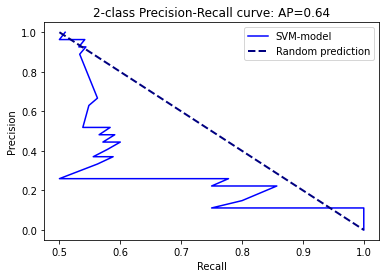 2-class Precision-Recall curve: AP=0.64
SVM-model
Random prediction
Precision
1.0
0.8
0.6
0.4
0.2
0.0
0.5 0.6 0.7 0.8 0.9 1.0
Recall